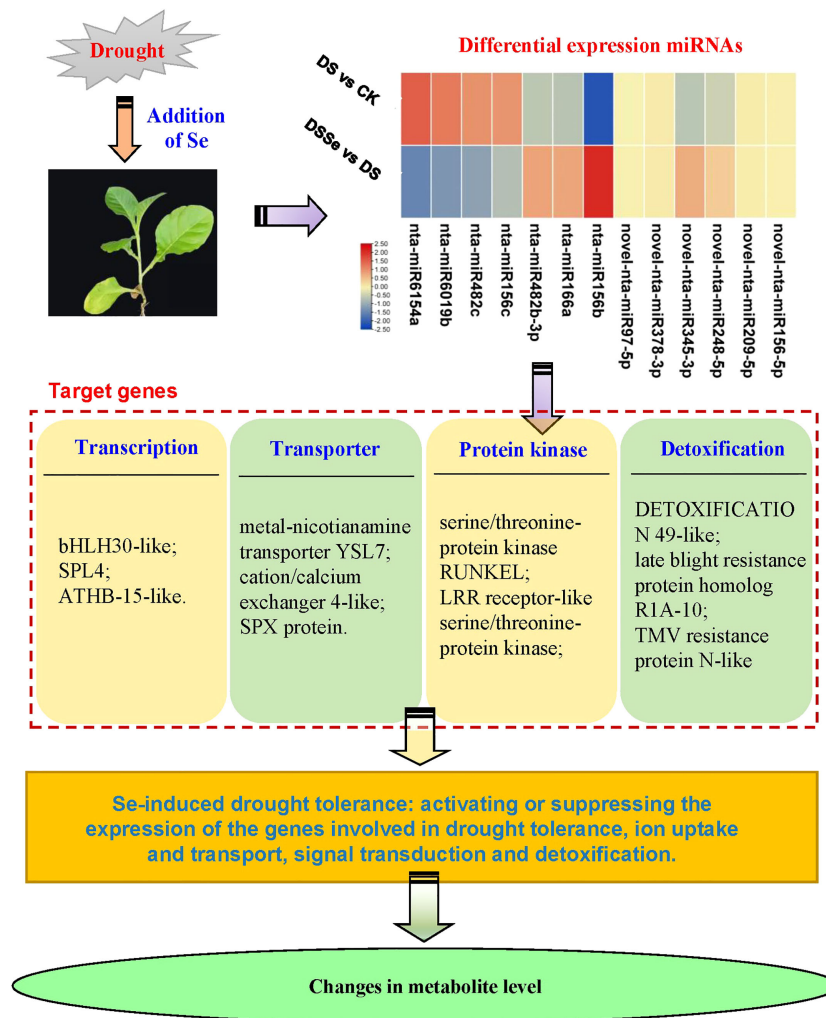 Drought
Addition
of Se
Differential expression miRNAs
DS vs CK
DSSe vs DS
2.50
2.00
1.50
1.00
0.50
0.00
-0.50
-1.00
-1.50
-2.00
-2.50
nta-miR6154a
nta-miR6019b
nta-miR482c
nta-miR156c
nta-miR482b-3p
nta-miR166a
nta-miR156b
novel-nta-miR97-5p
novel-nta-miR378-3p
novel-nta-miR345-3p
novel-nta-miR248-5p
novel-nta-miR209-5p
novel-nta-miR156-5p
Target genes
Transcription
bHLH30-like;
SPL4;
ATHB-15-like.
Transporter
metal-nicotianamine
transporter YSL7;
cation/calcium
exchanger 4-like;
SPX protein.
Protein kinase
serine/threonine-
protein kinase
RUNKEL;
LRR receptor-like
serine/threonine-
protein kinase;
Detoxification
DETOXIFICATIO
N 49-like;
late blight resistance
protein homolog
R1A-10;
TMV resistance
protein N-like
Se-induced drought tolerance: activating or suppressing the
expression of the genes involved in drought tolerance, ion uptake
and transport, signal transduction and detoxification.
Changes in metabolite level